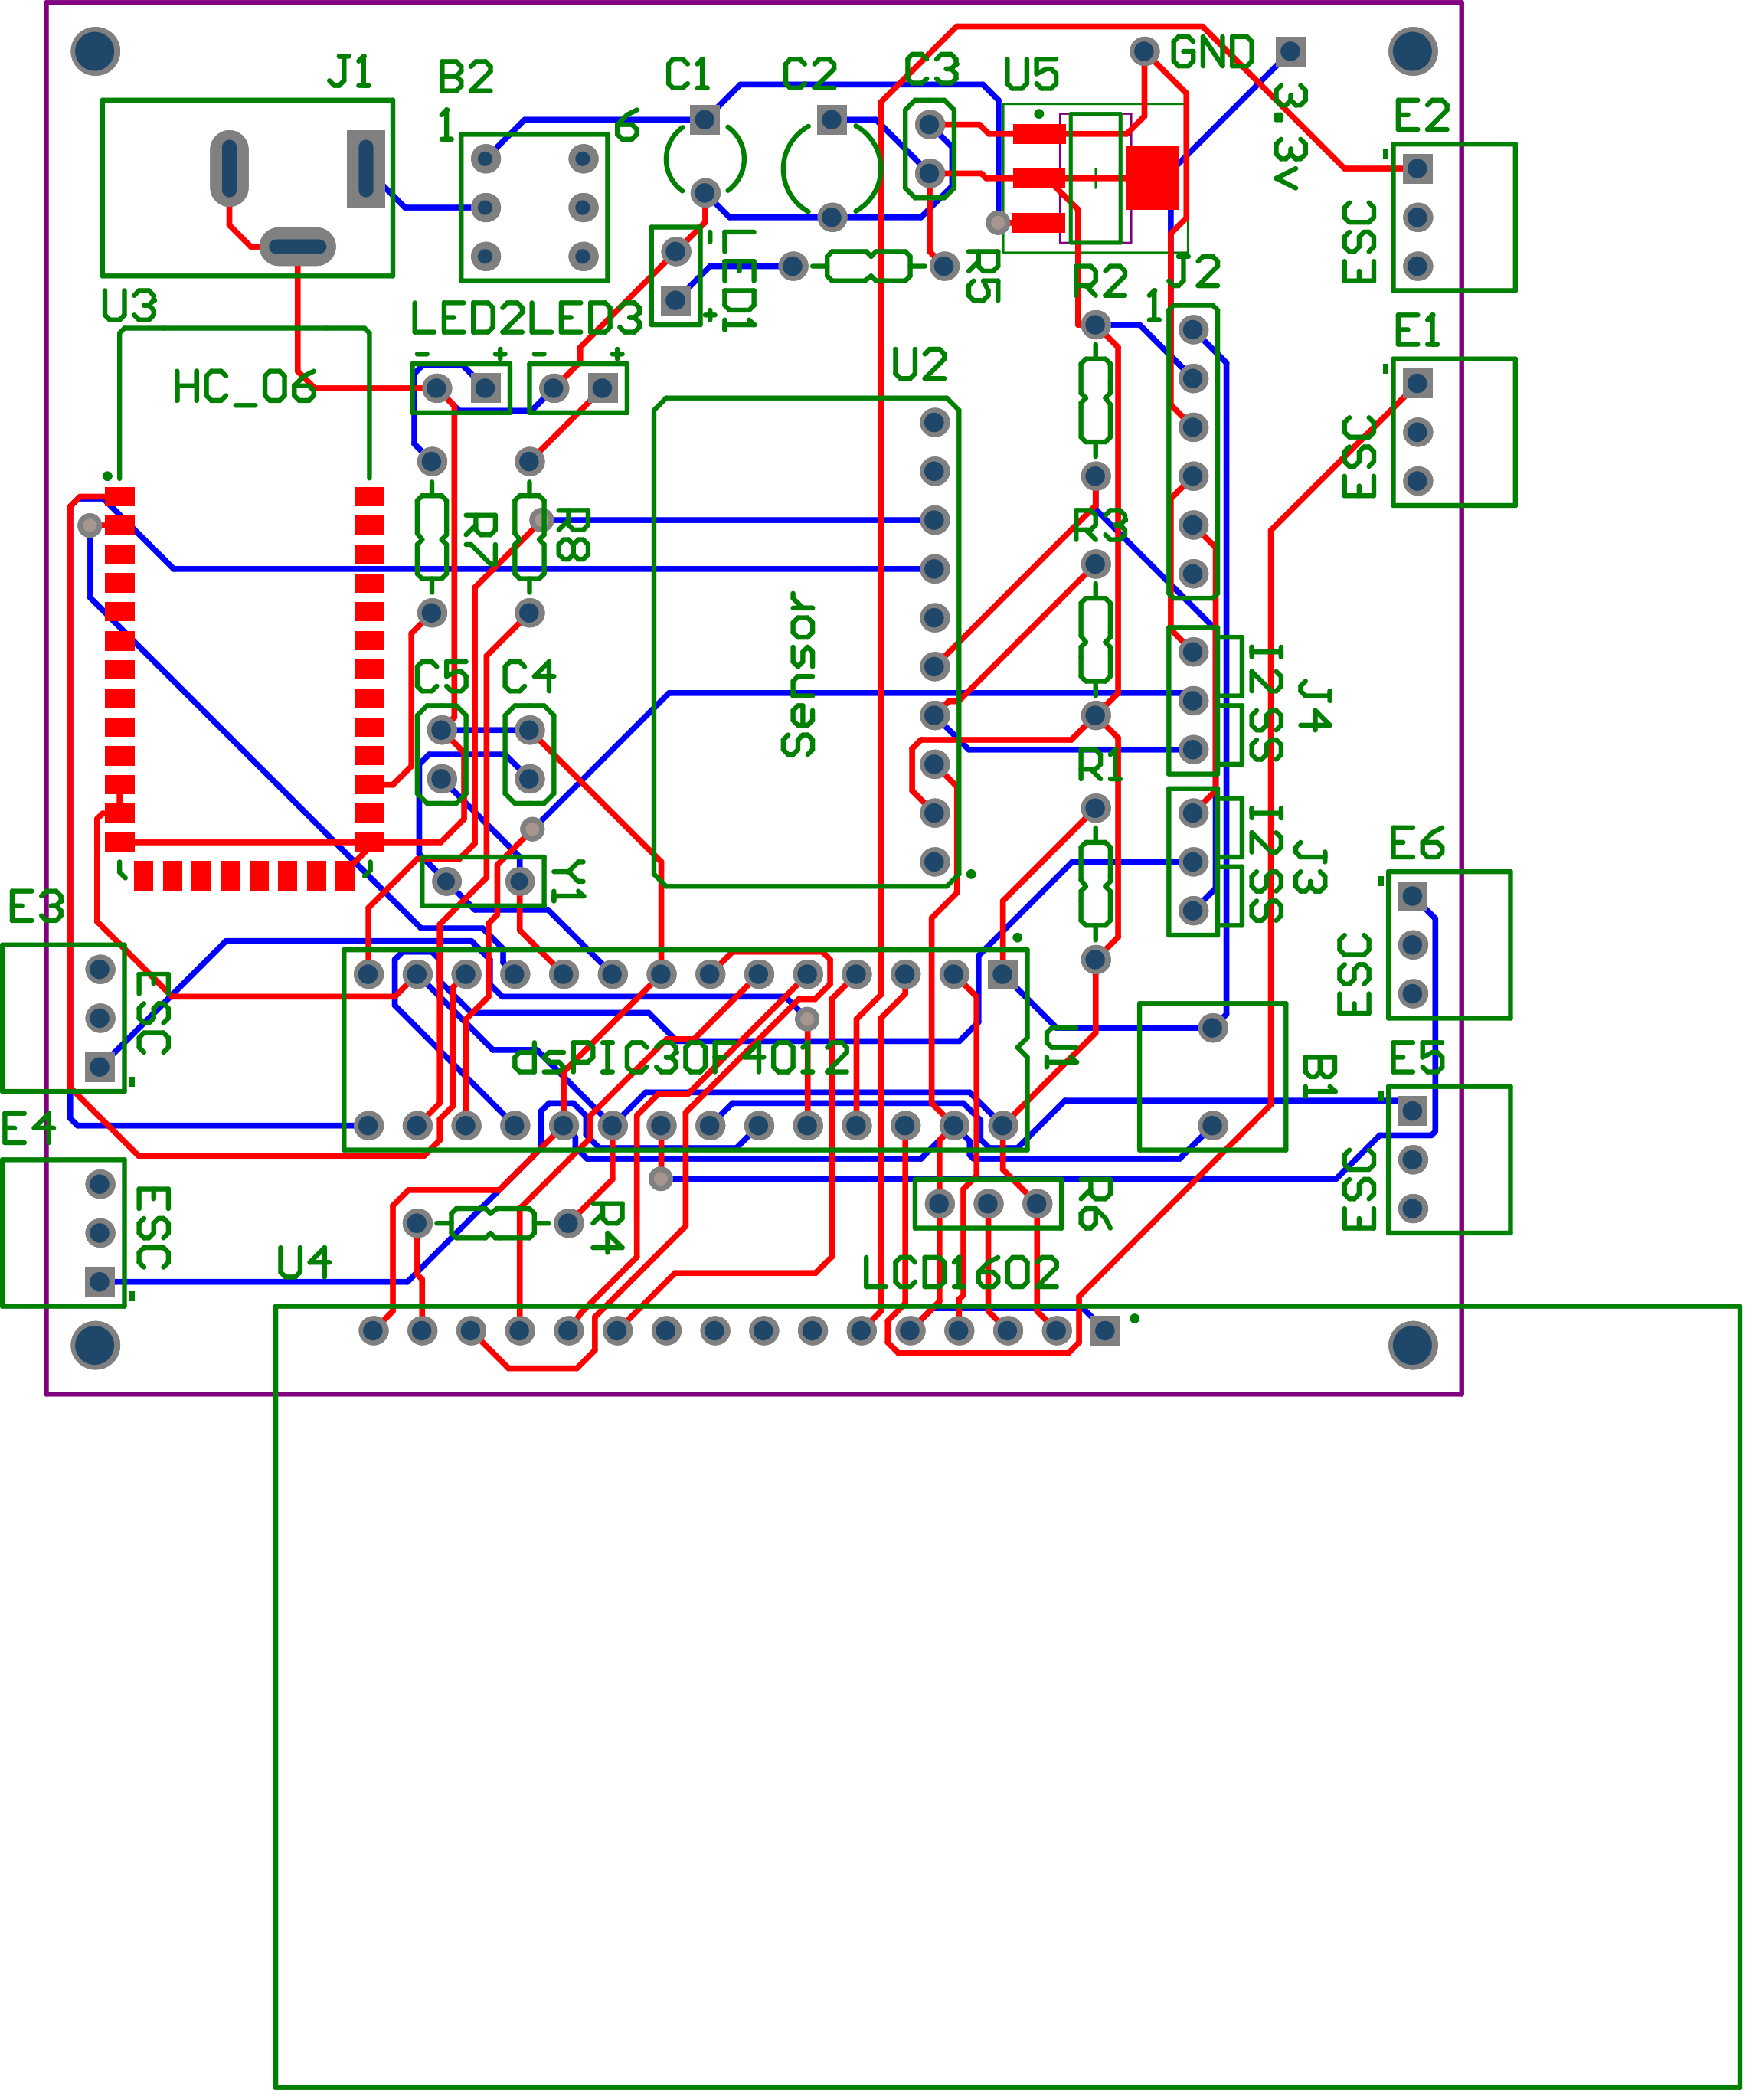 J1
B2
1
6
C1
C2
C3
U5
GND
3.3v
E2
ESC
U3
HC_06
LED2
LED3
-
+
-
+
-
LED1
+
R5
R2
J2
1
E1
ESC
U2
R7
R8
R3
Sensor
C5
C4
I2SS
J4
R1
Y1
I2SS
J3
E6
ESC
E3
ESC
dsPIC30F4012
U1
B1
E5
ESC
E4
ESC
U4
R4
R6
LCD1602